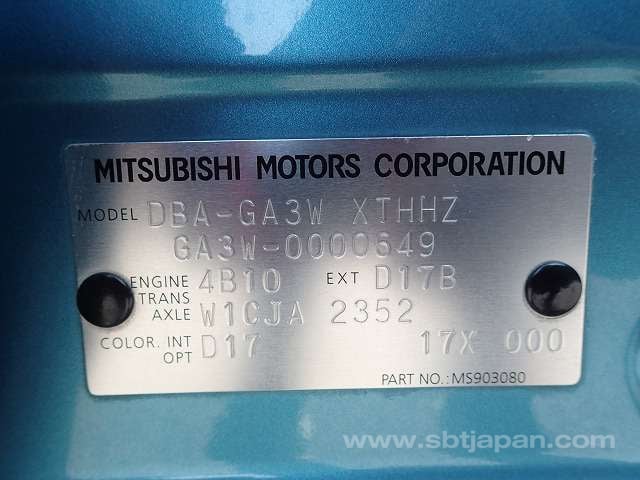 MITSUBISHI MOTORS CORPORATION
MODEL DBA-GA3W XTHHZ
GA3W-0000649
ENGINE 4B10 EXT D17B
TRANS
AXLE W1CJA 2352
COLOR. INT D17 17X 000
OPT
PART NO.:MS903080
www.sbtjapan.com